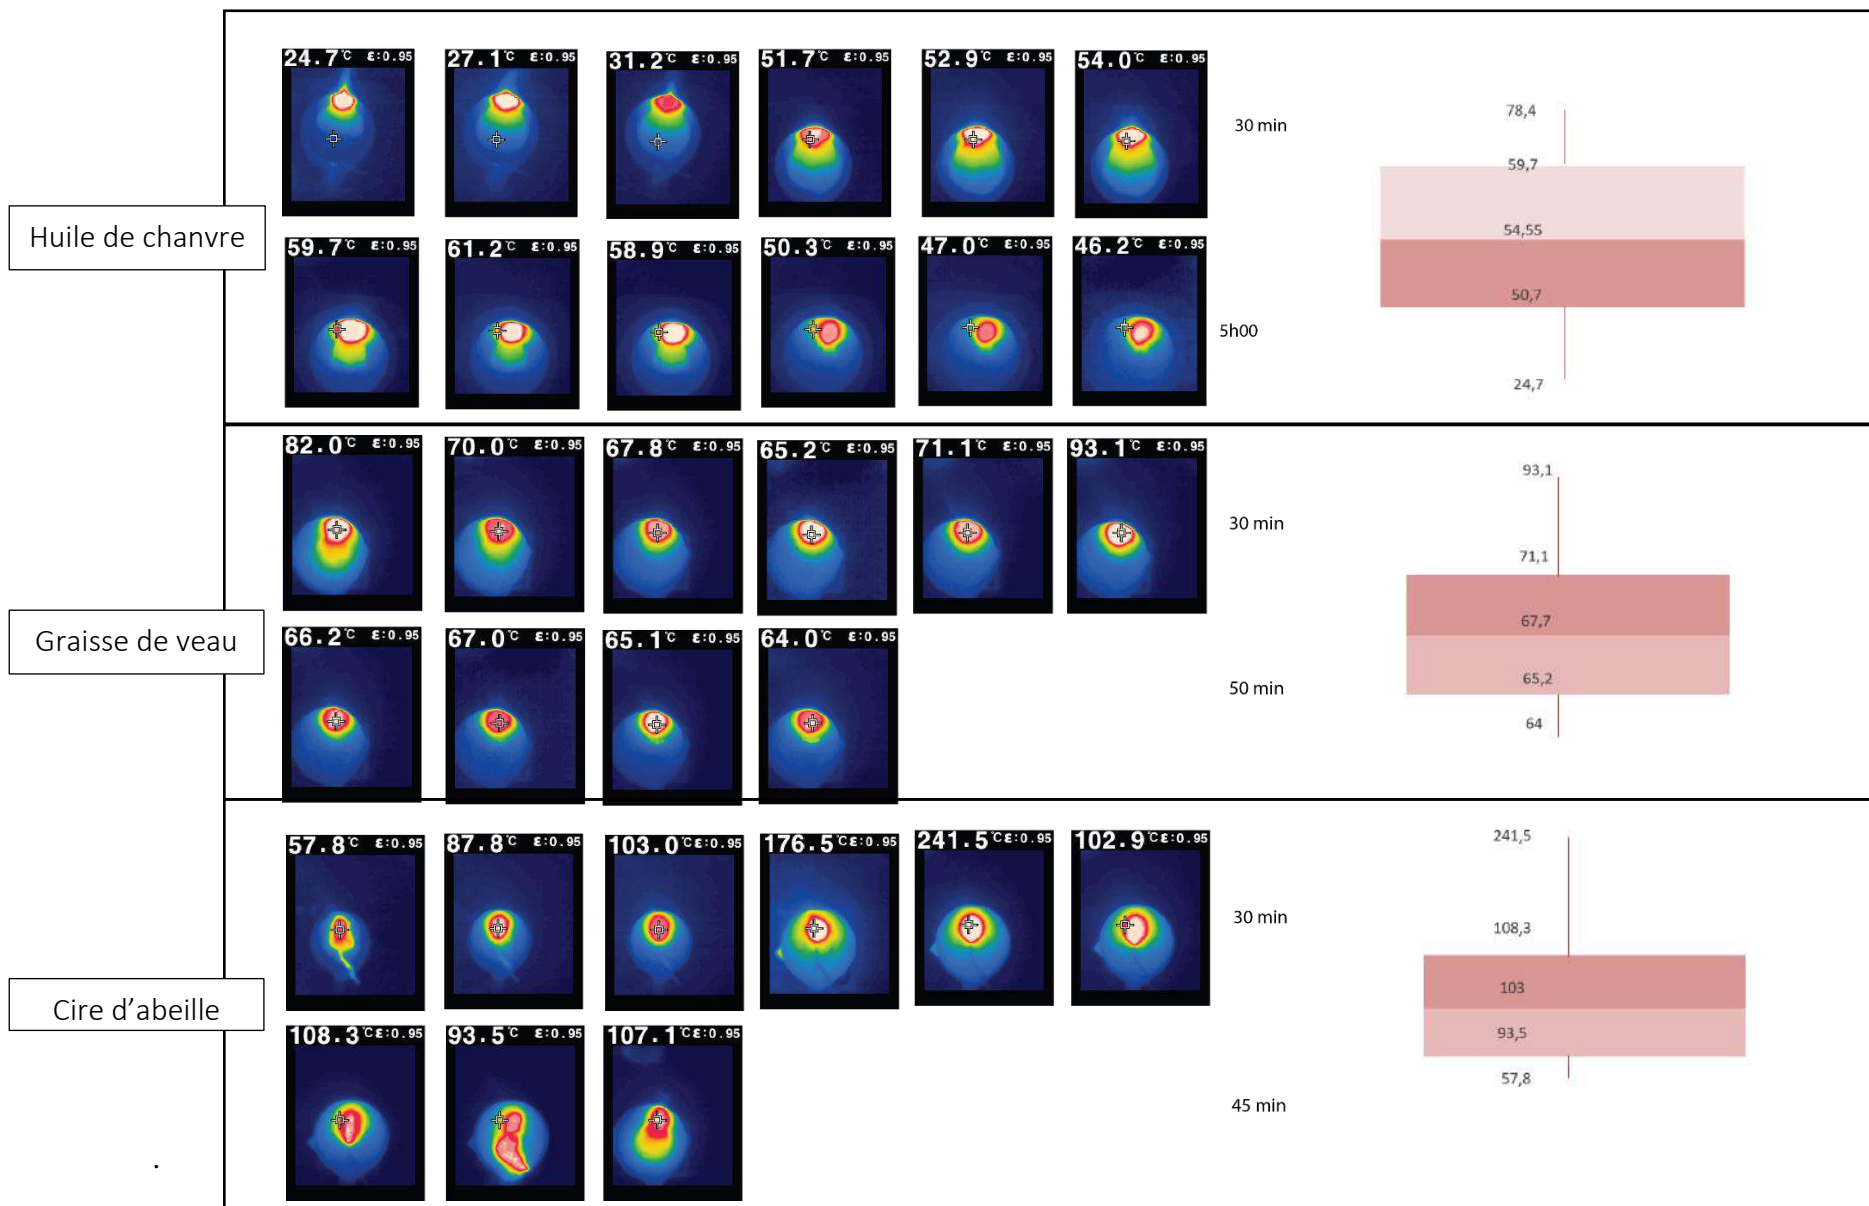 24.7°C ε:0.95 27.1°C ε:0.95 31.2°C ε:0.95 51.7°C ε:0.95 52.9°C ε:0.95 54.0°C ε:0.95
30 min
Huile de chanvre
59.7°C ε:0.95 61.2°C ε:0.95 58.9°C ε:0.95 50.3°C ε:0.95 47.0°C ε:0.95 46.2°C ε:0.95
5h00
78,4
59,7
54,55
50,7
24,7
82.0°C ε:0.95 70.0°C ε:0.95 67.8°C ε:0.95 65.2°C ε:0.95 71.1°C ε:0.95 93.1°C ε:0.95
30 min
Graisse de veau
66.2°C ε:0.95 67.0°C ε:0.95 65.1°C ε:0.95 64.0°C ε:0.95
50 min
93,1
71,1
67,7
65,2
64
57.8°C ε:0.95 87.8°C ε:0.95 103.0°C ε:0.95 176.5°C ε:0.95 241.5°C ε:0.95 102.9°C ε:0.95
30 min
Cire d'abeille
108.3°C ε:0.95 93.5°C ε:0.95 107.1°C ε:0.95
45 min
241,5
108,3
103
93,5
57,8
.